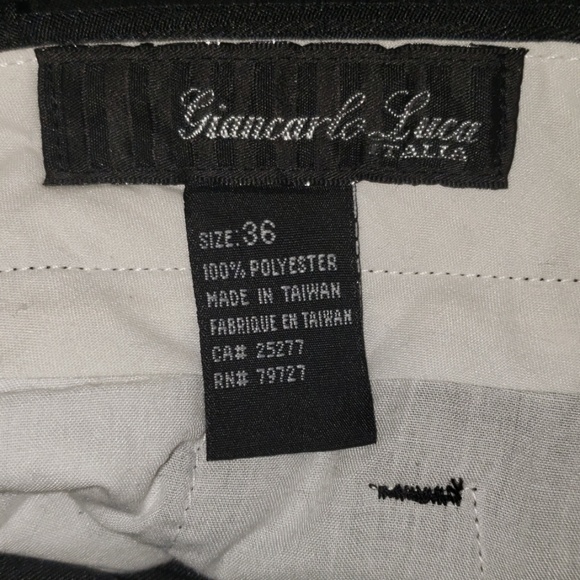 Giancarlo Luca
ITALIA
SIZE: 36
100% POLYESTER
MADE IN TAIWAN
FABRIQUE EN TAIWAN
CA# 25277
RN# 79727